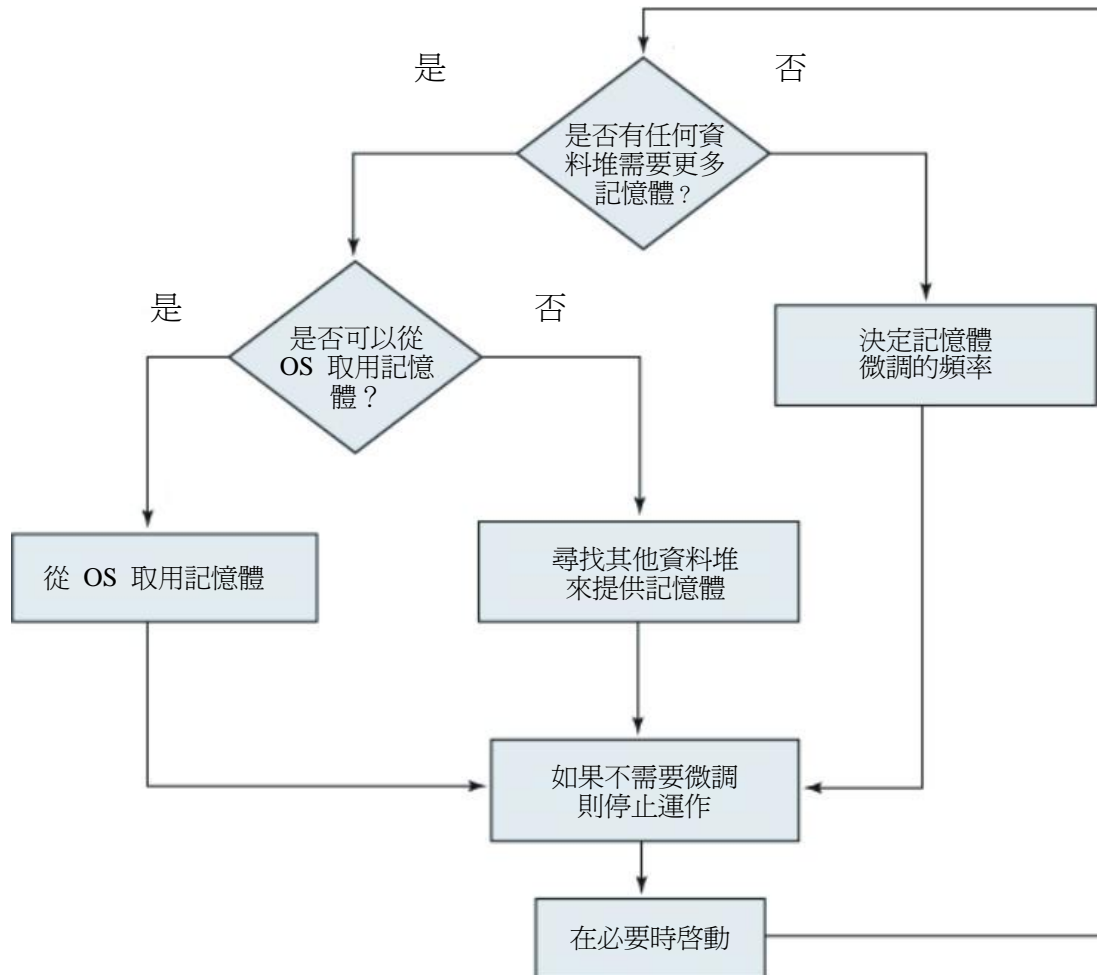 是
否
是否有任何資
料堆需要更多
記憶體？
是
否
是否可以從
OS 取用記憶
體？
決定記憶體
微調的頻率
從 OS 取用記憶體
尋找其他資料堆
來提供記憶體
如果不需要微調
則停止運作
在必要時啓動